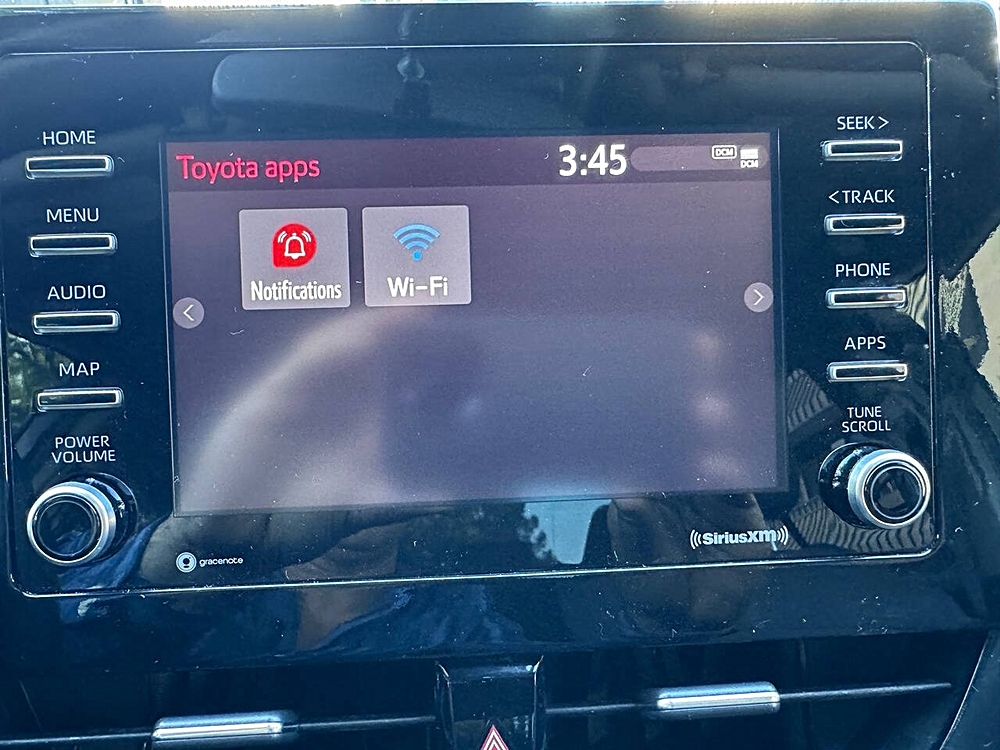 HOME
MENU
AUDIO
MAP
POWER
VOLUME
Toyota apps
3:45
DCM
DCM
Notifications
Wi-Fi
<
>
gracenote
((SiriusXM))
SEEK >
< TRACK
PHONE
APPS
TUNE
SCROLL